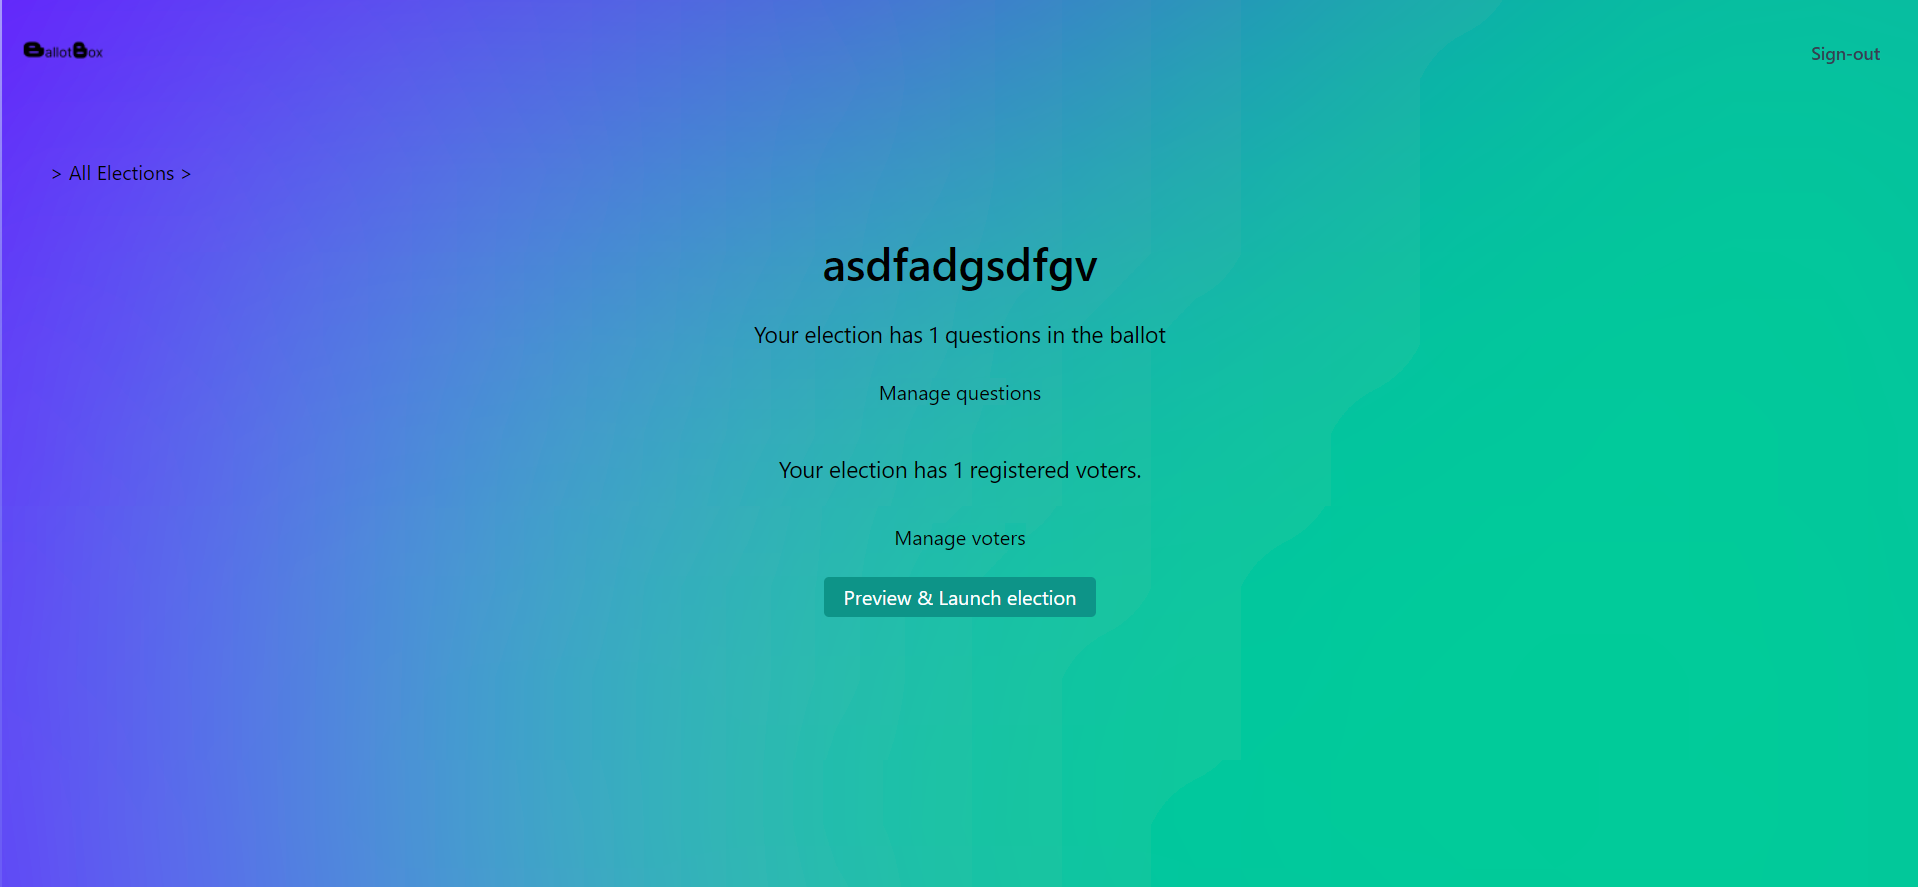 BallotBox
Sign-out
> All Elections >
asdfadgsdfgv
Your election has 1 questions in the ballot
Manage questions
Your election has 1 registered voters.
Manage voters
Preview & Launch election